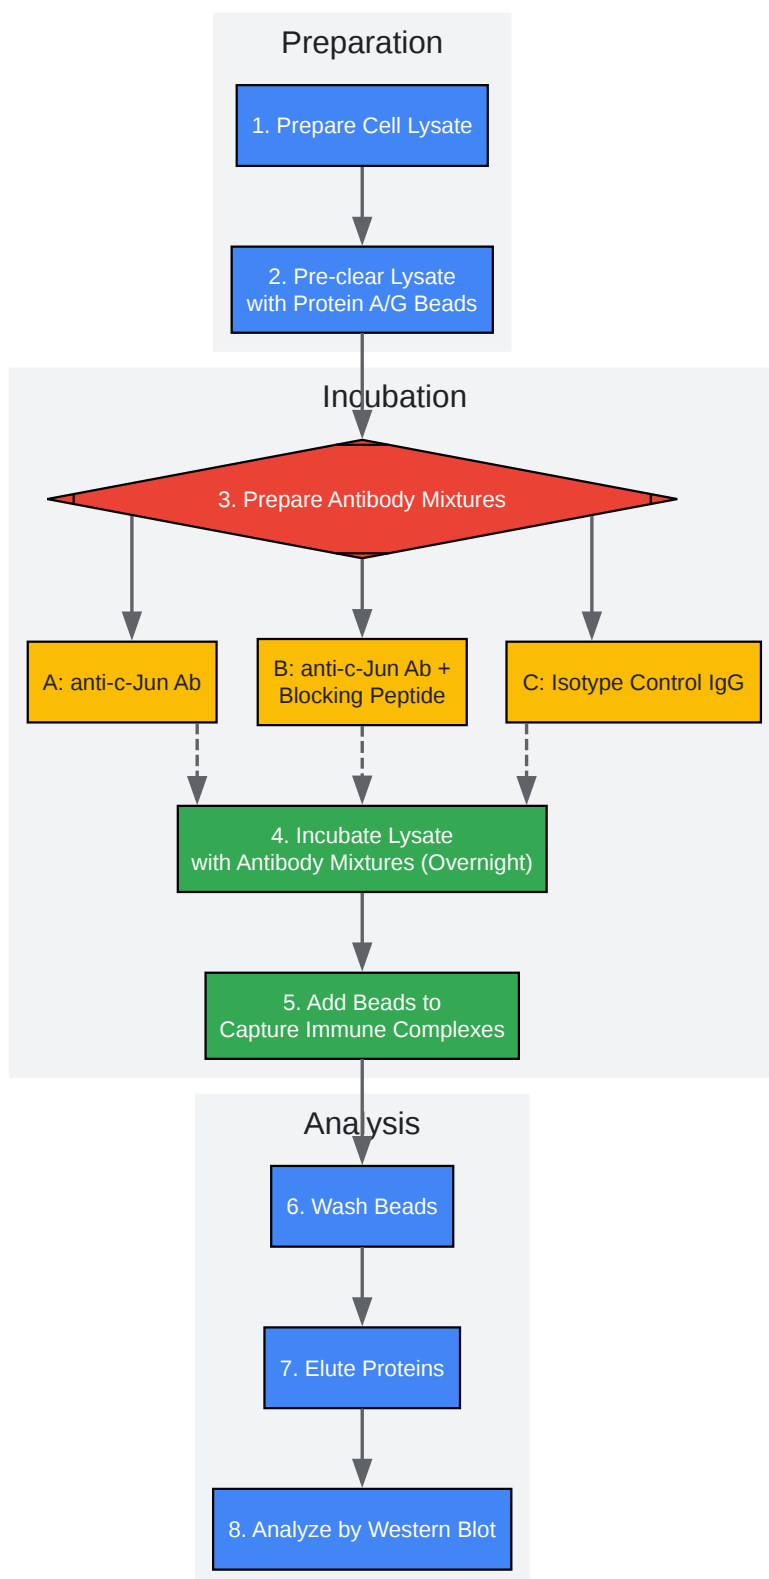 Preparation
1. Prepare Cell Lysate
2. Pre-clear Lysate
with Protein A/G Beads
Incubation
3. Prepare Antibody Mixtures
A: anti-c-Jun Ab
B: anti-c-Jun Ab +
Blocking Peptide
C: Isotype Control IgG
4. Incubate Lysate
with Antibody Mixtures (Overnight)
5. Add Beads to
Capture Immune Complexes
Analysis
6. Wash Beads
7. Elute Proteins
8. Analyze by Western Blot